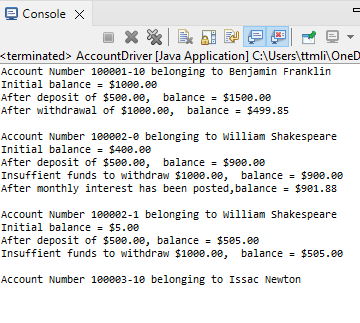 Console
<terminated> AccountDriver [Java Application] C:\Users\ttmli\OneD
Account Number 100001-10 belonging to Benjamin Franklin
Initial balance = $1000.00
After deposit of $500.00,  balance = $1500.00
After withdrawal of $1000.00,  balance = $499.85

Account Number 100002-0 belonging to William Shakespeare
Initial balance = $400.00
After deposit of $500.00,  balance = $900.00
Insufficient funds to withdraw $1000.00,  balance = $900.00
After monthly interest has been posted,balance = $901.88

Account Number 100002-1 belonging to William Shakespeare
Initial balance = $5.00
After deposit of $500.00, balance = $505.00
Insufficient funds to withdraw $1000.00,  balance = $505.00

Account Number 100003-10 belonging to Issac Newton